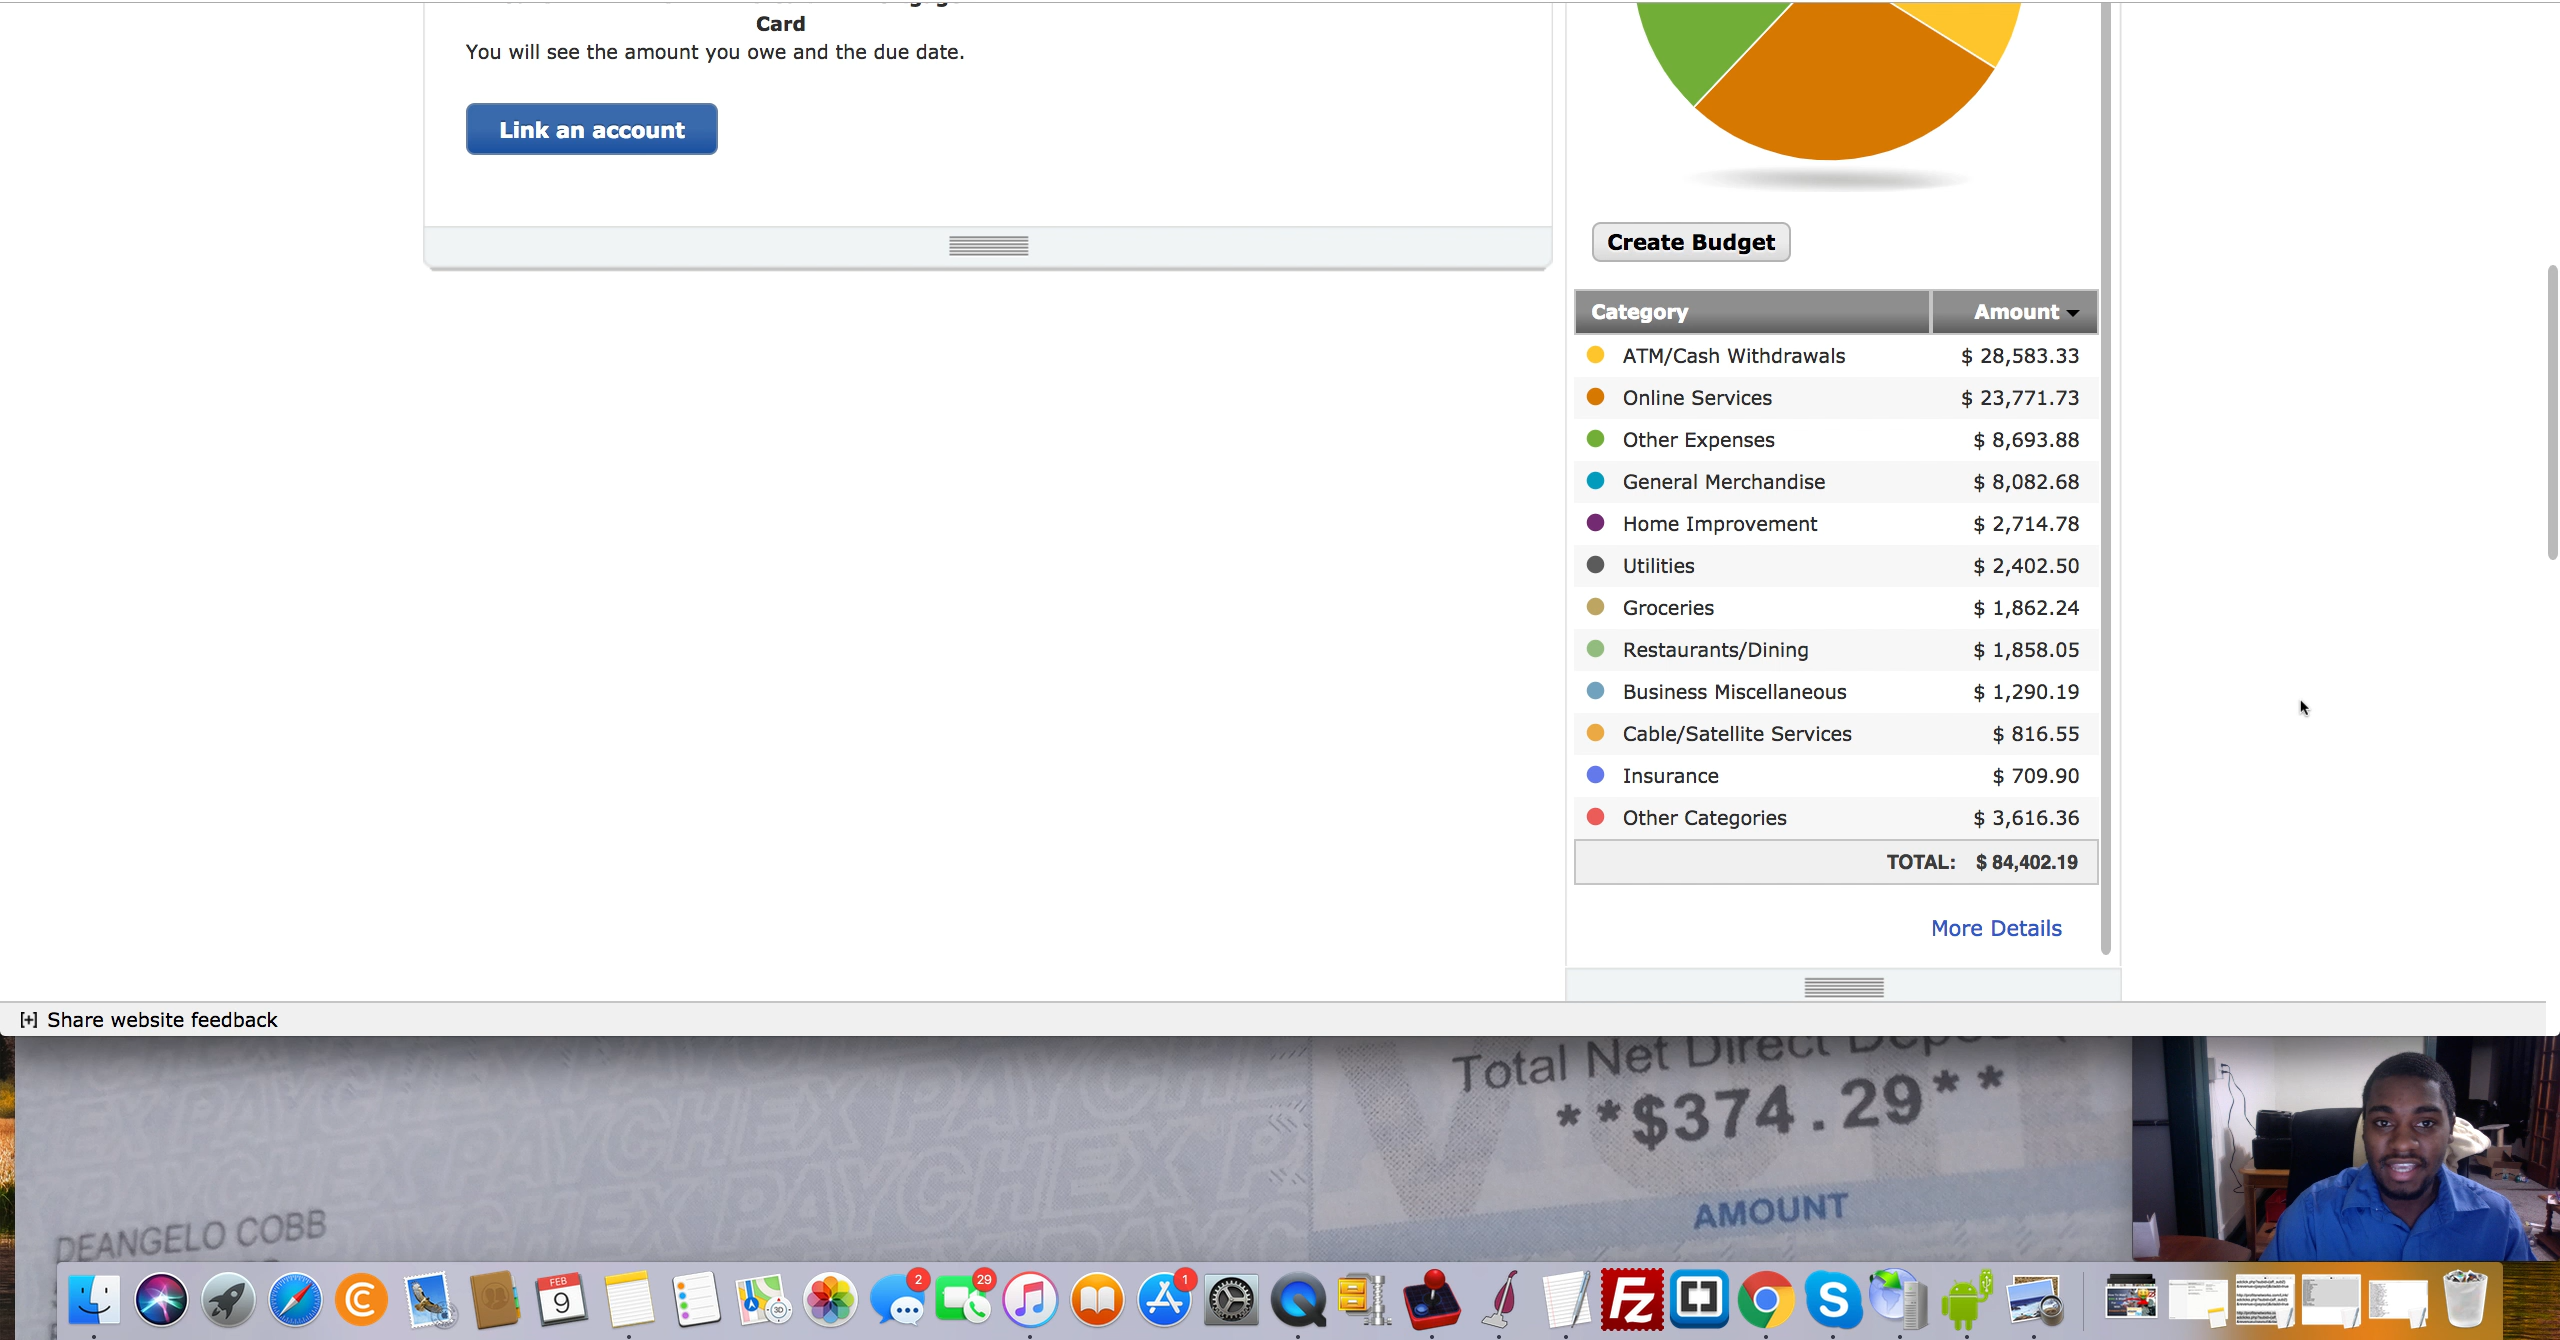 Card
You will see the amount you owe and the due date.
Link an account
Create Budget
Category Amount
ATM/Cash Withdrawals $ 28,583.33
Online Services $ 23,771.73
Other Expenses $ 8,693.88
General Merchandise $ 8,082.68
Home Improvement $ 2,714.78
Utilities $ 2,402.50
Groceries $ 1,862.24
Restaurants/Dining $ 1,858.05
Business Miscellaneous $ 1,290.19
Cable/Satellite Services $ 816.55
Insurance $ 709.90
Other Categories $ 3,616.36
TOTAL: $ 84,402.19
More Details
[+] Share website feedback
Total Net Direct
**$374.29**
AMOUNT
PAYCHEX
DEANGELO COBB
FEB
9
2
29
1
3D
Fz